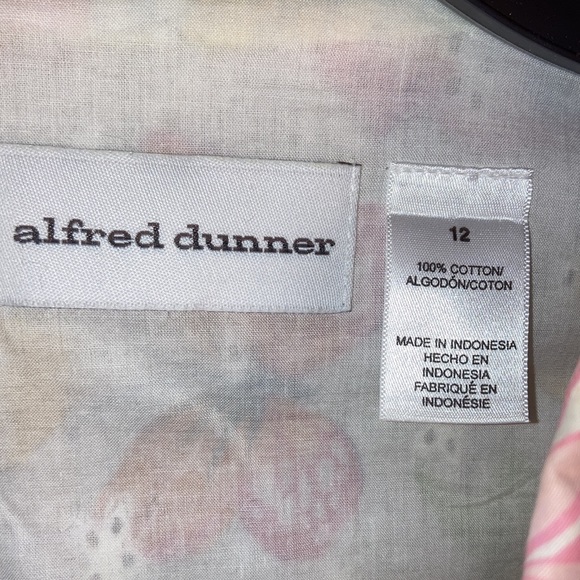 alfred dunner
12
100% COTTON/
ALGODÓN/COTON
MADE IN INDONESIA
HECHO EN
INDONESIA
FABRIQUÉ EN
INDONÉSIE